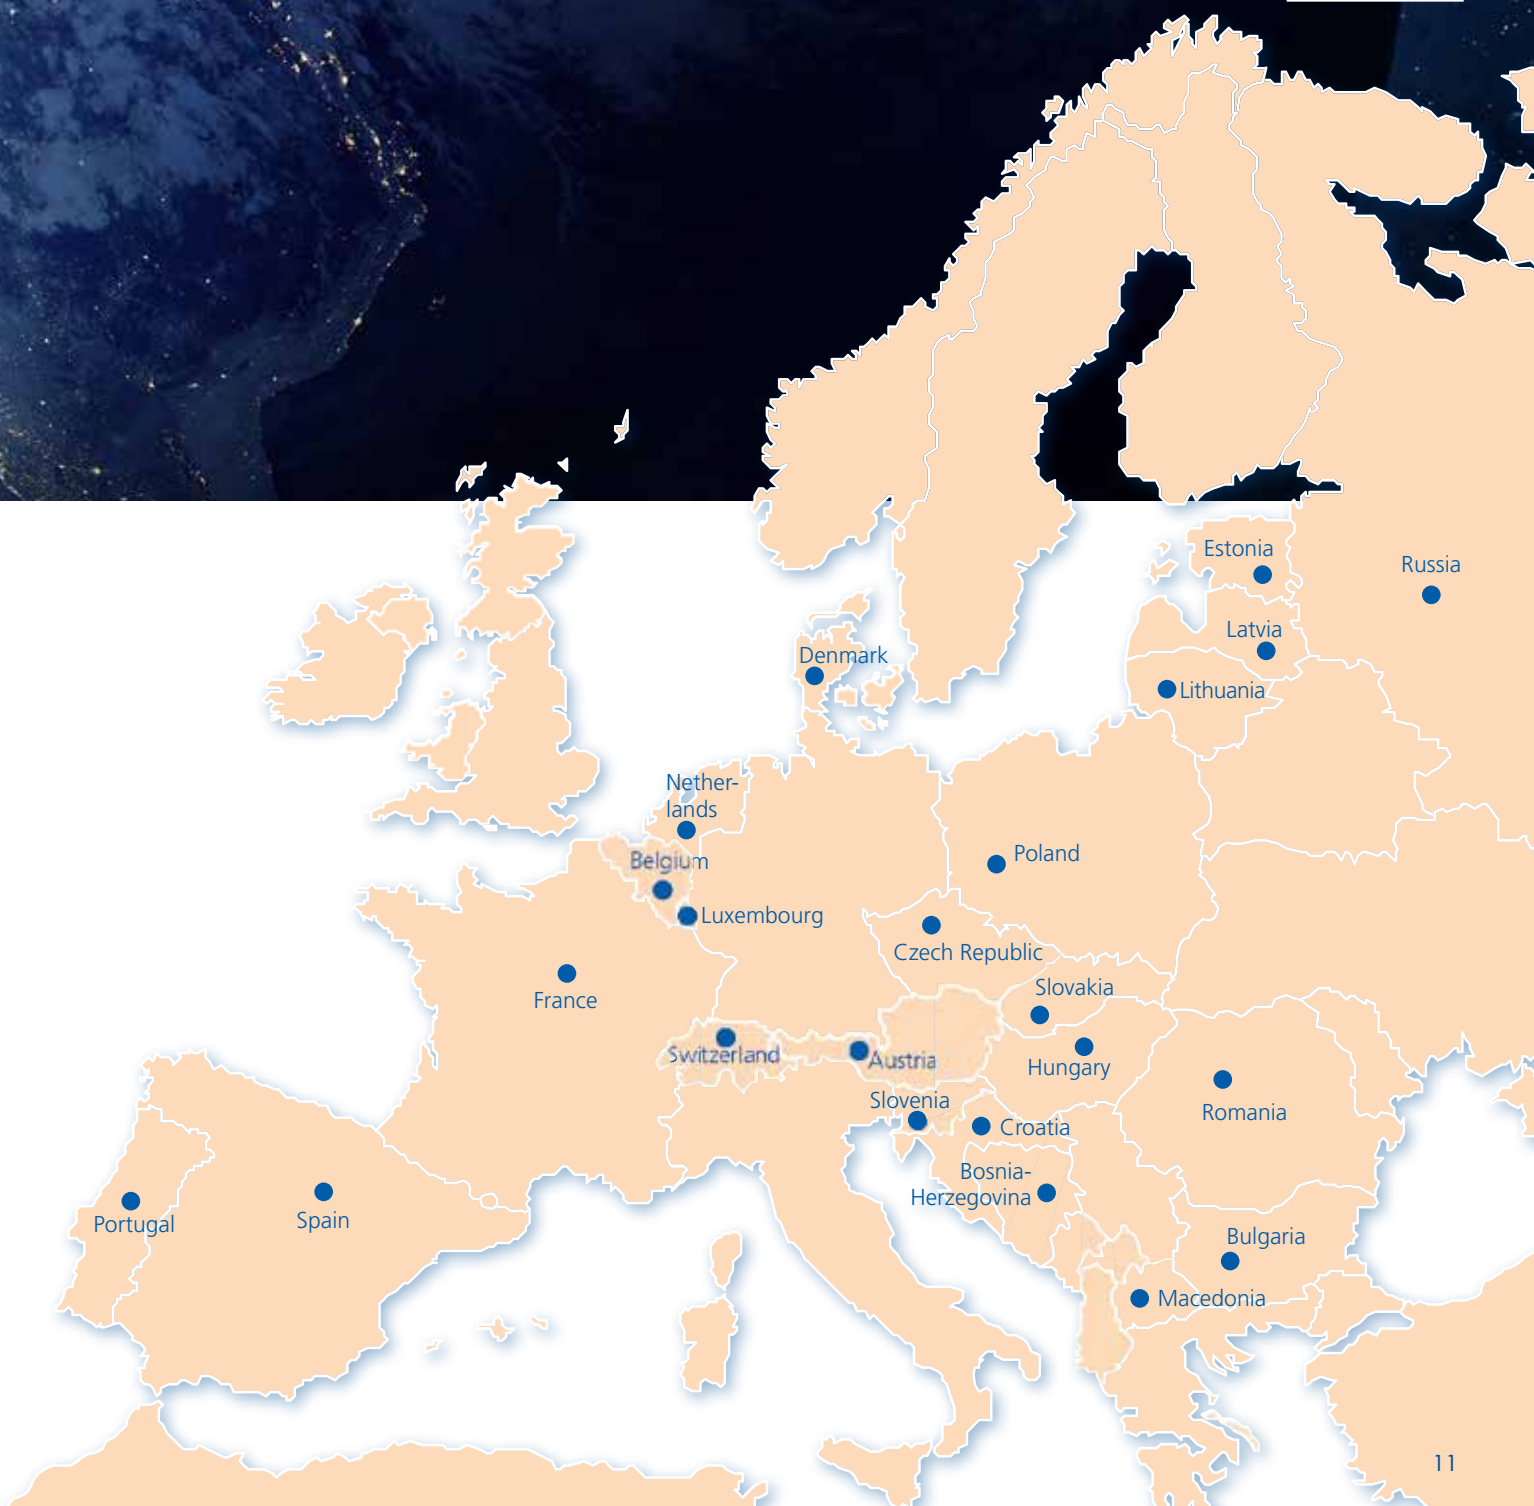 Estonia
Russia
Latvia
Denmark
Lithuania
Nether-
lands
Poland
Belgium
Luxembourg
Czech Republic
Slovakia
France
Switzerland
Austria
Hungary
Slovenia
Romania
Croatia
Bosnia-
Herzegovina
Portugal
Spain
Bulgaria
Macedonia
11